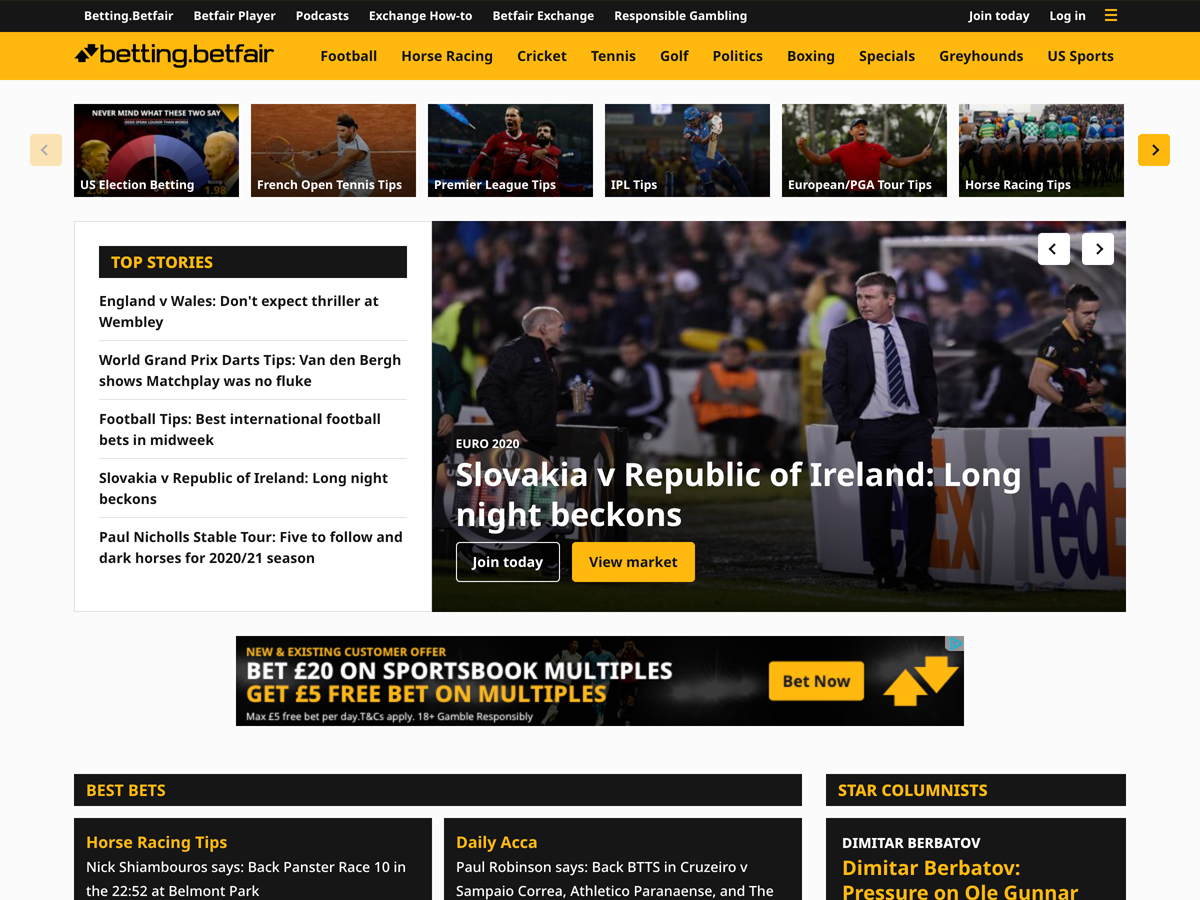 Betting.Betfair Betfair Player Podcasts Exchange How-to Betfair Exchange Responsible Gambling Join today Log in
betting.betfair Football Horse Racing Cricket Tennis Golf Politics Boxing Specials Greyhounds US Sports
NEVER MIND WHAT THESE TWO SAY
1.98
US Election Betting
French Open Tennis Tips
Premier League Tips
IPL Tips
European/PGA Tour Tips
Horse Racing Tips
TOP STORIES
England v Wales: Don't expect thriller at
Wembley
World Grand Prix Darts Tips: Van den Bergh
shows Matchplay was no fluke
Football Tips: Best international football
bets in midweek
Slovakia v Republic of Ireland: Long night
beckons
Paul Nicholls Stable Tour: Five to follow and
dark horses for 2020/21 season
EURO 2020
Slovakia v Republic of Ireland: Long
night beckons
Join today View market
NEW & EXISTING CUSTOMER OFFER
BET £20 ON SPORTSBOOK MULTIPLES
GET £5 FREE BET ON MULTIPLES
Max £5 free bet per day.T&Cs apply. 18+ Gamble Responsibly
Bet Now
BEST BETS
Horse Racing Tips
Nick Shiambouros says: Back Panster Race 10 in
the 22:52 at Belmont Park
Daily Acca
Paul Robinson says: Back BTTS in Cruzeiro v
Sampaio Correa, Athletico Paranaense, and The
STAR COLUMNISTS
DIMITAR BERBATOV
Dimitar Berbatov:
Pressure on Ole Gunnar